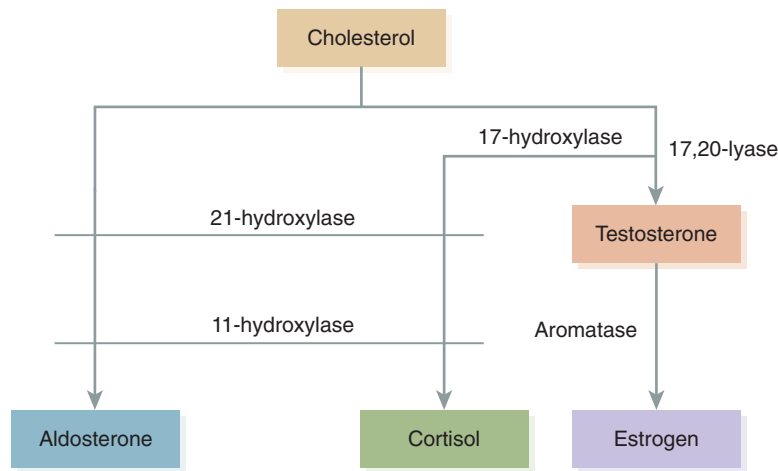 Cholesterol
17-hydroxylase
17,20-lyase
21-hydroxylase
Testosterone
11-hydroxylase
Aromatase
Aldosterone
Cortisol
Estrogen